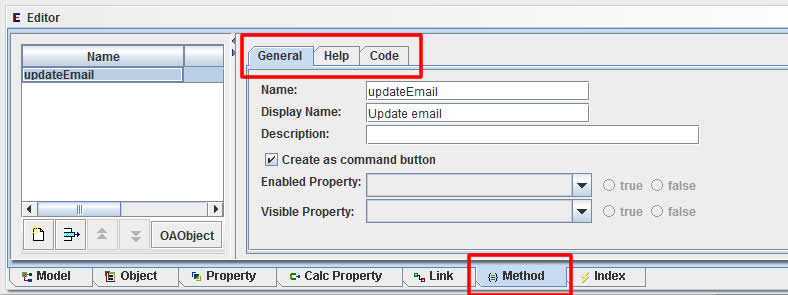 E Editor
Name
updateEmail
OAObject
General Help Code
Name: updateEmail
Display Name: Update email
Description:
Create as command button
Enabled Property: true false
Visible Property: true false
Model Object Property Calc Property Link Method Index